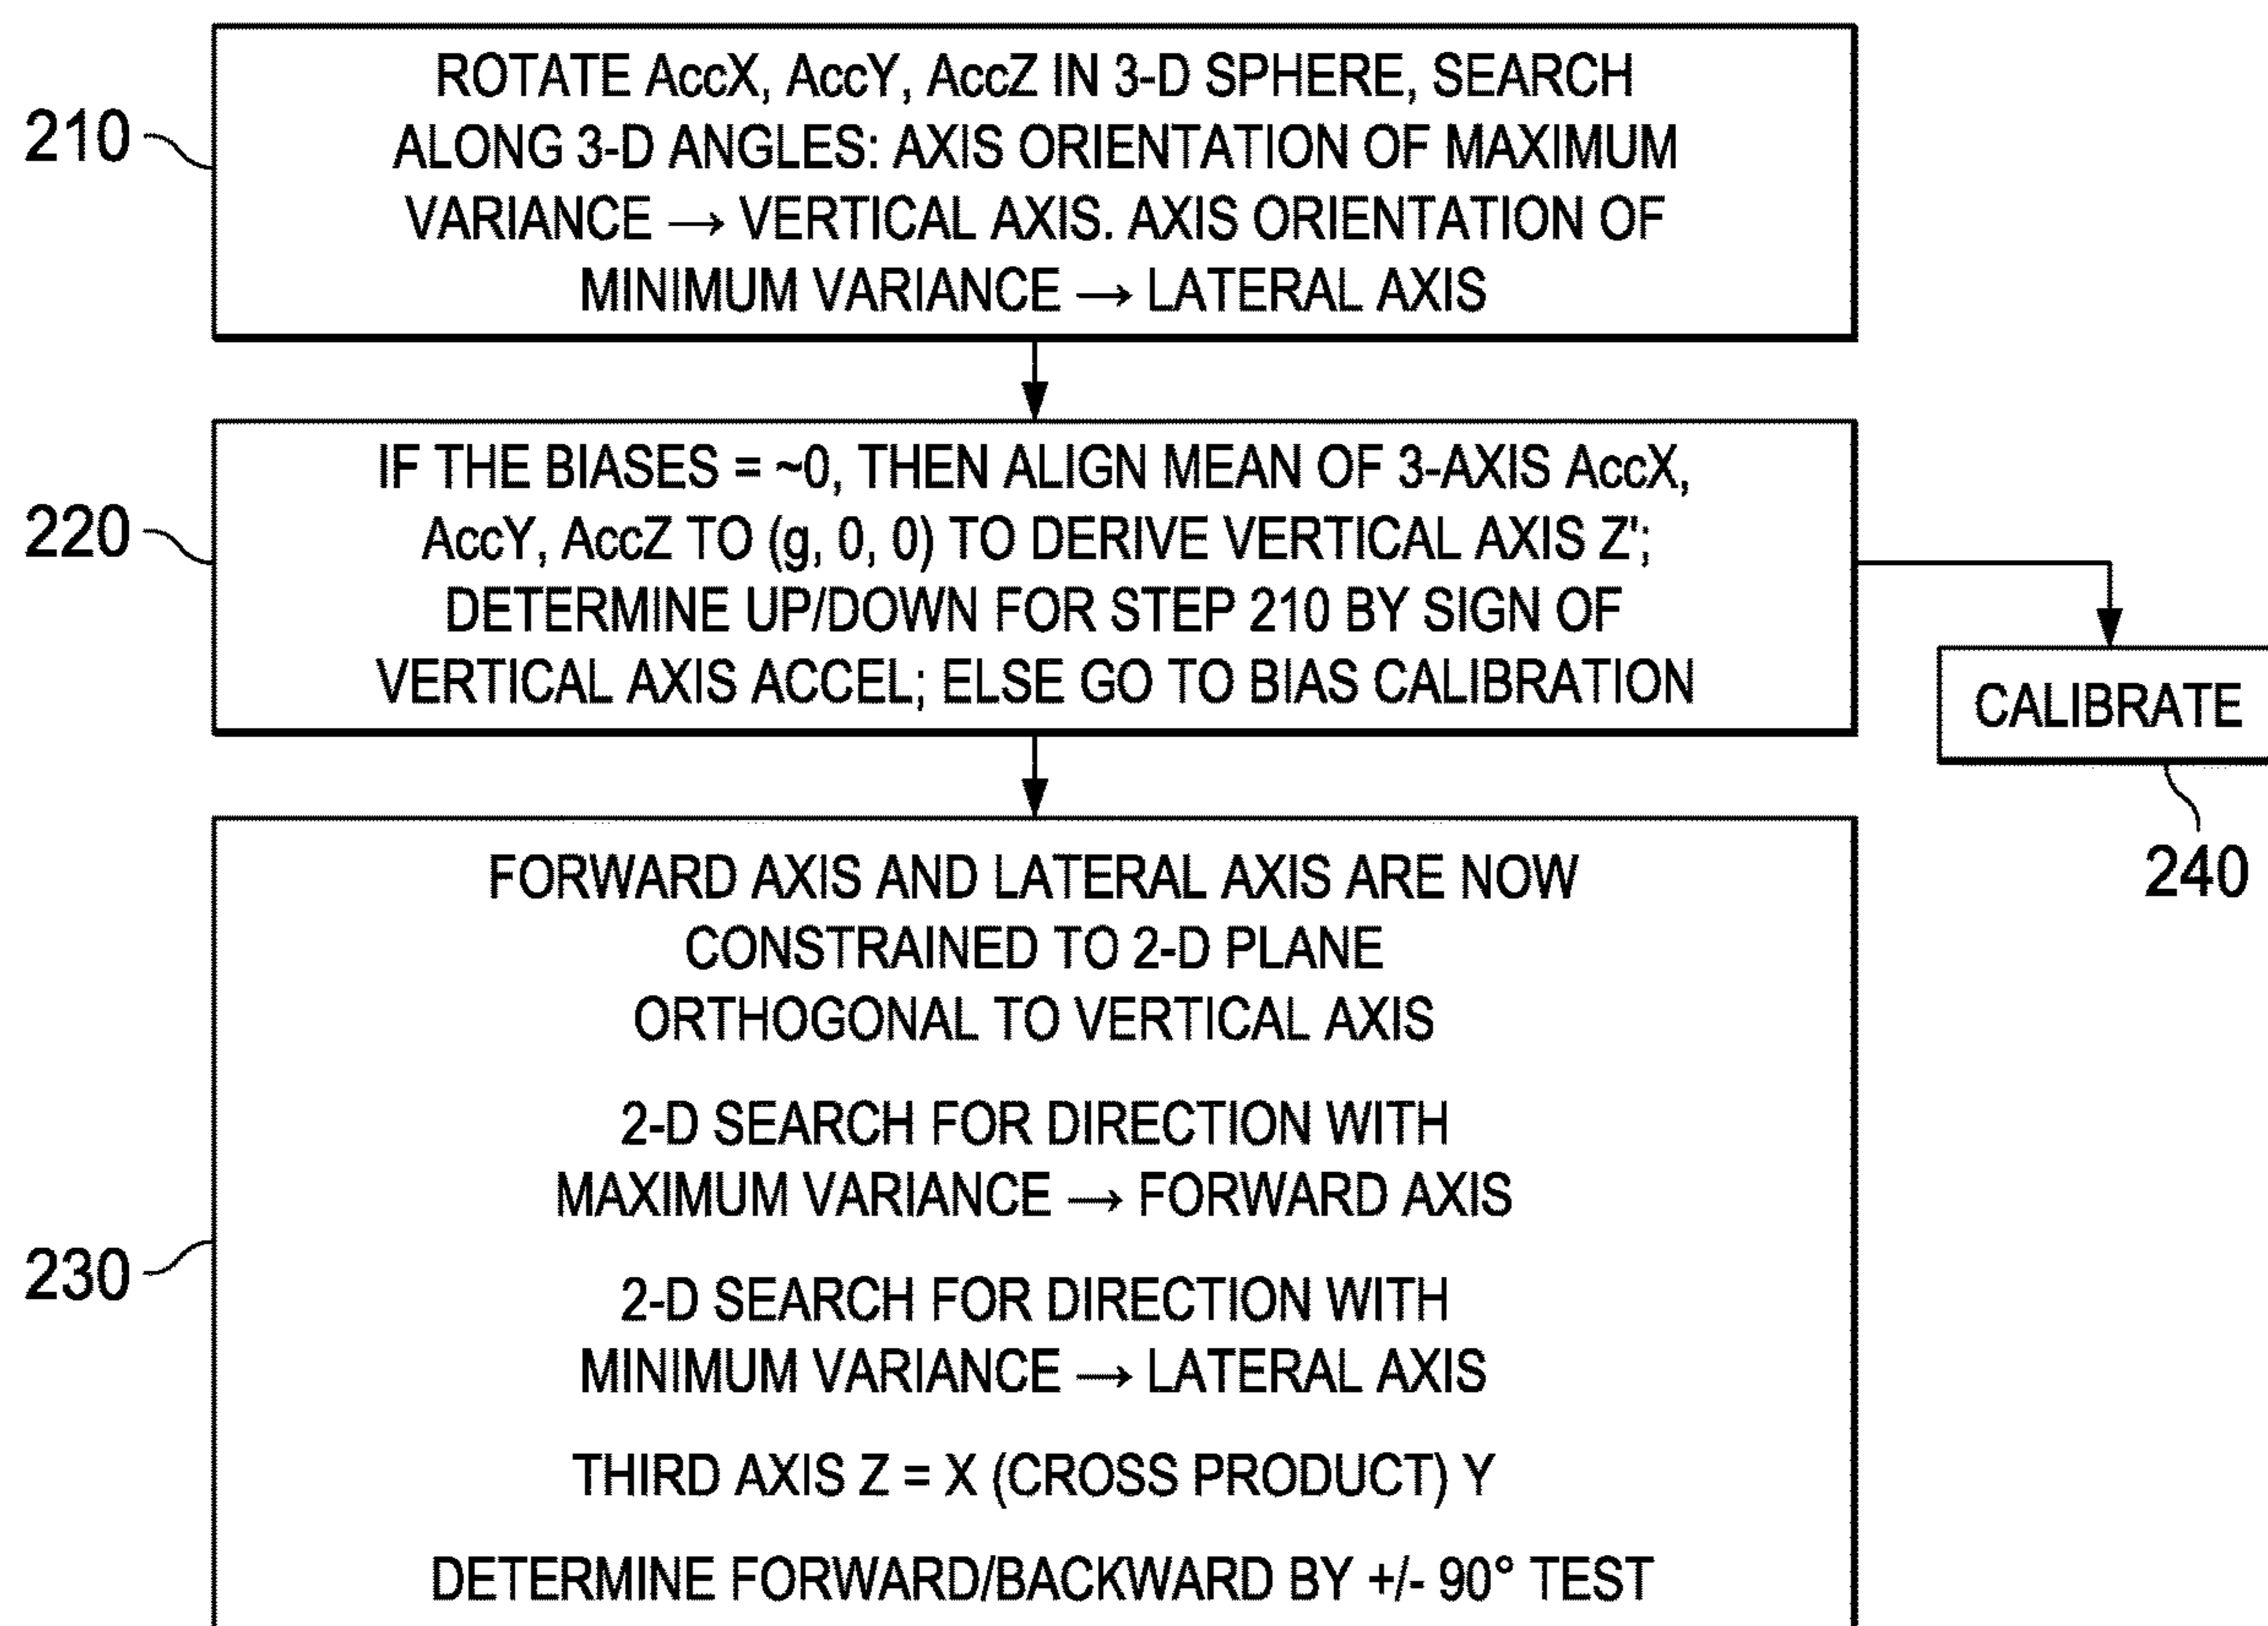 210
ROTATE AccX, AccY, AccZ IN 3-D SPHERE, SEARCH
ALONG 3-D ANGLES: AXIS ORIENTATION OF MAXIMUM
VARIANCE → VERTICAL AXIS. AXIS ORIENTATION OF
MINIMUM VARIANCE → LATERAL AXIS
220
IF THE BIASES = ~0, THEN ALIGN MEAN OF 3-AXIS AccX,
AccY, AccZ TO (g, 0, 0) TO DERIVE VERTICAL AXIS Z';
DETERMINE UP/DOWN FOR STEP 210 BY SIGN OF
VERTICAL AXIS ACCEL; ELSE GO TO BIAS CALIBRATION
CALIBRATE
240
230
FORWARD AXIS AND LATERAL AXIS ARE NOW
CONSTRAINED TO 2-D PLANE
ORTHOGONAL TO VERTICAL AXIS
2-D SEARCH FOR DIRECTION WITH
MAXIMUM VARIANCE → FORWARD AXIS
2-D SEARCH FOR DIRECTION WITH
MINIMUM VARIANCE → LATERAL AXIS
THIRD AXIS Z = X (CROSS PRODUCT) Y
DETERMINE FORWARD/BACKWARD BY +/- 90° TEST